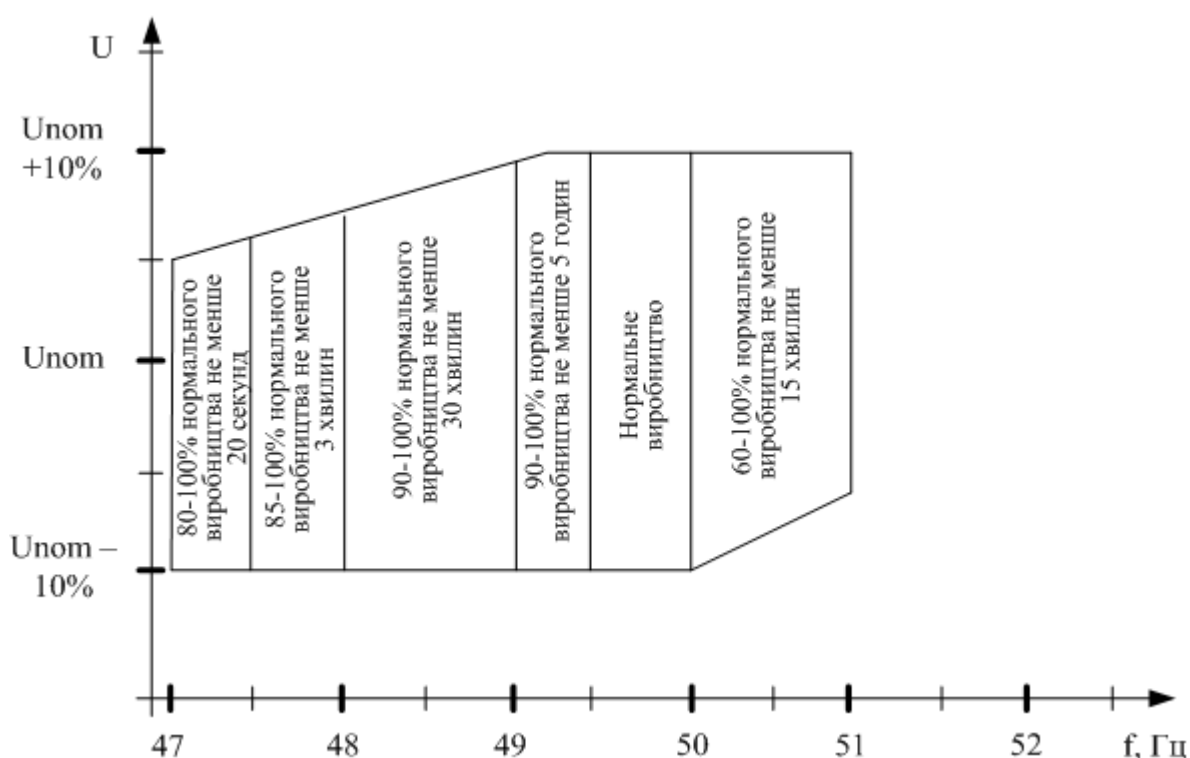 U
Unom
+10%
Unom
Unom –
10%
80-100% нормального
виробництва не менше
20 секунд
85-100% нормального
виробництва не менше
3 хвилин
90-100% нормального
виробництва не менше
30 хвилин
90-100% нормального
виробництва не менше 5 годин
Нормальне
виробництво
60-100% нормального
виробництва не менше
15 хвилин
47 48 49 50 51 52 f, Гц